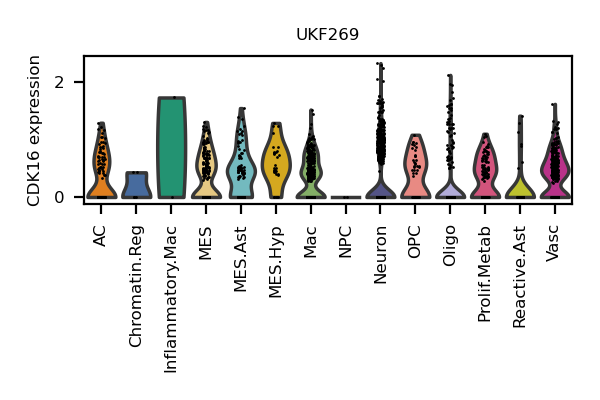 UKF269
CDK16 expression
2
0
AC
Chromatin.Reg
Inflammatory.Mac
MES
MES.Ast
MES.Hyp
Mac
NPC
Neuron
OPC
Oligo
Prolif.Metab
Reactive.Ast
Vasc